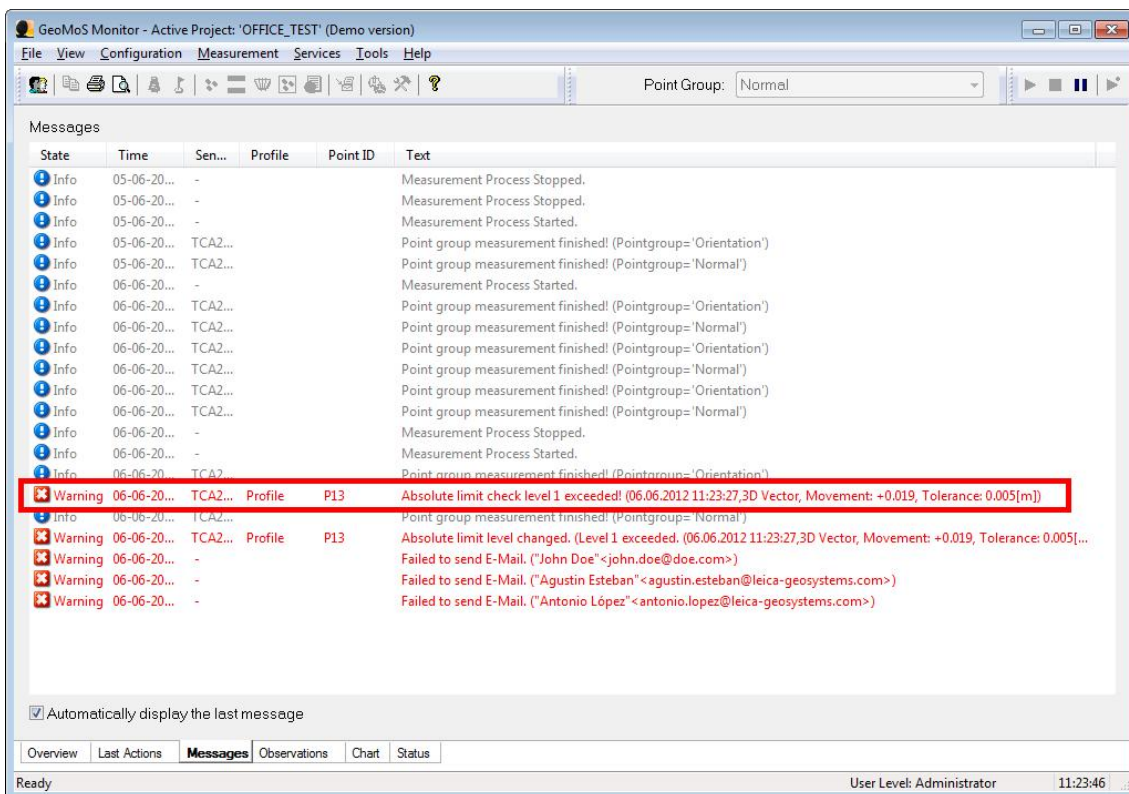 GeoMoS Monitor - Active Project: 'OFFICE_TEST' (Demo version)
File View Configuration Measurement Services Tools Help
Point Group: Normal
Messages
State Time Sen... Profile Point ID Text
Info 05-06-20... - Measurement Process Stopped.
Info 05-06-20... - Measurement Process Stopped.
Info 05-06-20... - Measurement Process Started.
Info 05-06-20... TCA2... Point group measurement finished! (Pointgroup='Orientation')
Info 05-06-20... TCA2... Point group measurement finished! (Pointgroup='Normal')
Info 06-06-20... - Measurement Process Started.
Info 06-06-20... TCA2... Point group measurement finished! (Pointgroup='Orientation')
Info 06-06-20... TCA2... Point group measurement finished! (Pointgroup='Normal')
Info 06-06-20... TCA2... Point group measurement finished! (Pointgroup='Orientation')
Info 06-06-20... TCA2... Point group measurement finished! (Pointgroup='Normal')
Info 06-06-20... TCA2... Point group measurement finished! (Pointgroup='Orientation')
Info 06-06-20... TCA2... Point group measurement finished! (Pointgroup='Normal')
Info 06-06-20... - Measurement Process Stopped.
Info 06-06-20... - Measurement Process Started.
Info 06-06-20... TCA2... Point group measurement finished! (Pointgroup='Orientation')
Warning 06-06-20... TCA2... Profile P13 Absolute limit check level 1 exceeded! (06.06.2012 11:23:27,3D Vector, Movement: +0.019, Tolerance: 0.005[m])
Info 06-06-20... TCA2... Point group measurement finished! (Pointgroup='Normal')
Warning 06-06-20... TCA2... Profile P13 Absolute limit level changed. (Level 1 exceeded. (06.06.2012 11:23:27,3D Vector, Movement: +0.019, Tolerance: 0.005[...
Warning 06-06-20... - Failed to send E-Mail. ("John Doe"<john.doe@doe.com>)
Warning 06-06-20... - Failed to send E-Mail. ("Agustin Esteban"<agustin.esteban@leica-geosystems.com>)
Warning 06-06-20... - Failed to send E-Mail. ("Antonio López"<antonio.lopez@leica-geosystems.com>)
Automatically display the last message
Overview Last Actions Messages Observations Chart Status
Ready User Level: Administrator 11:23:46